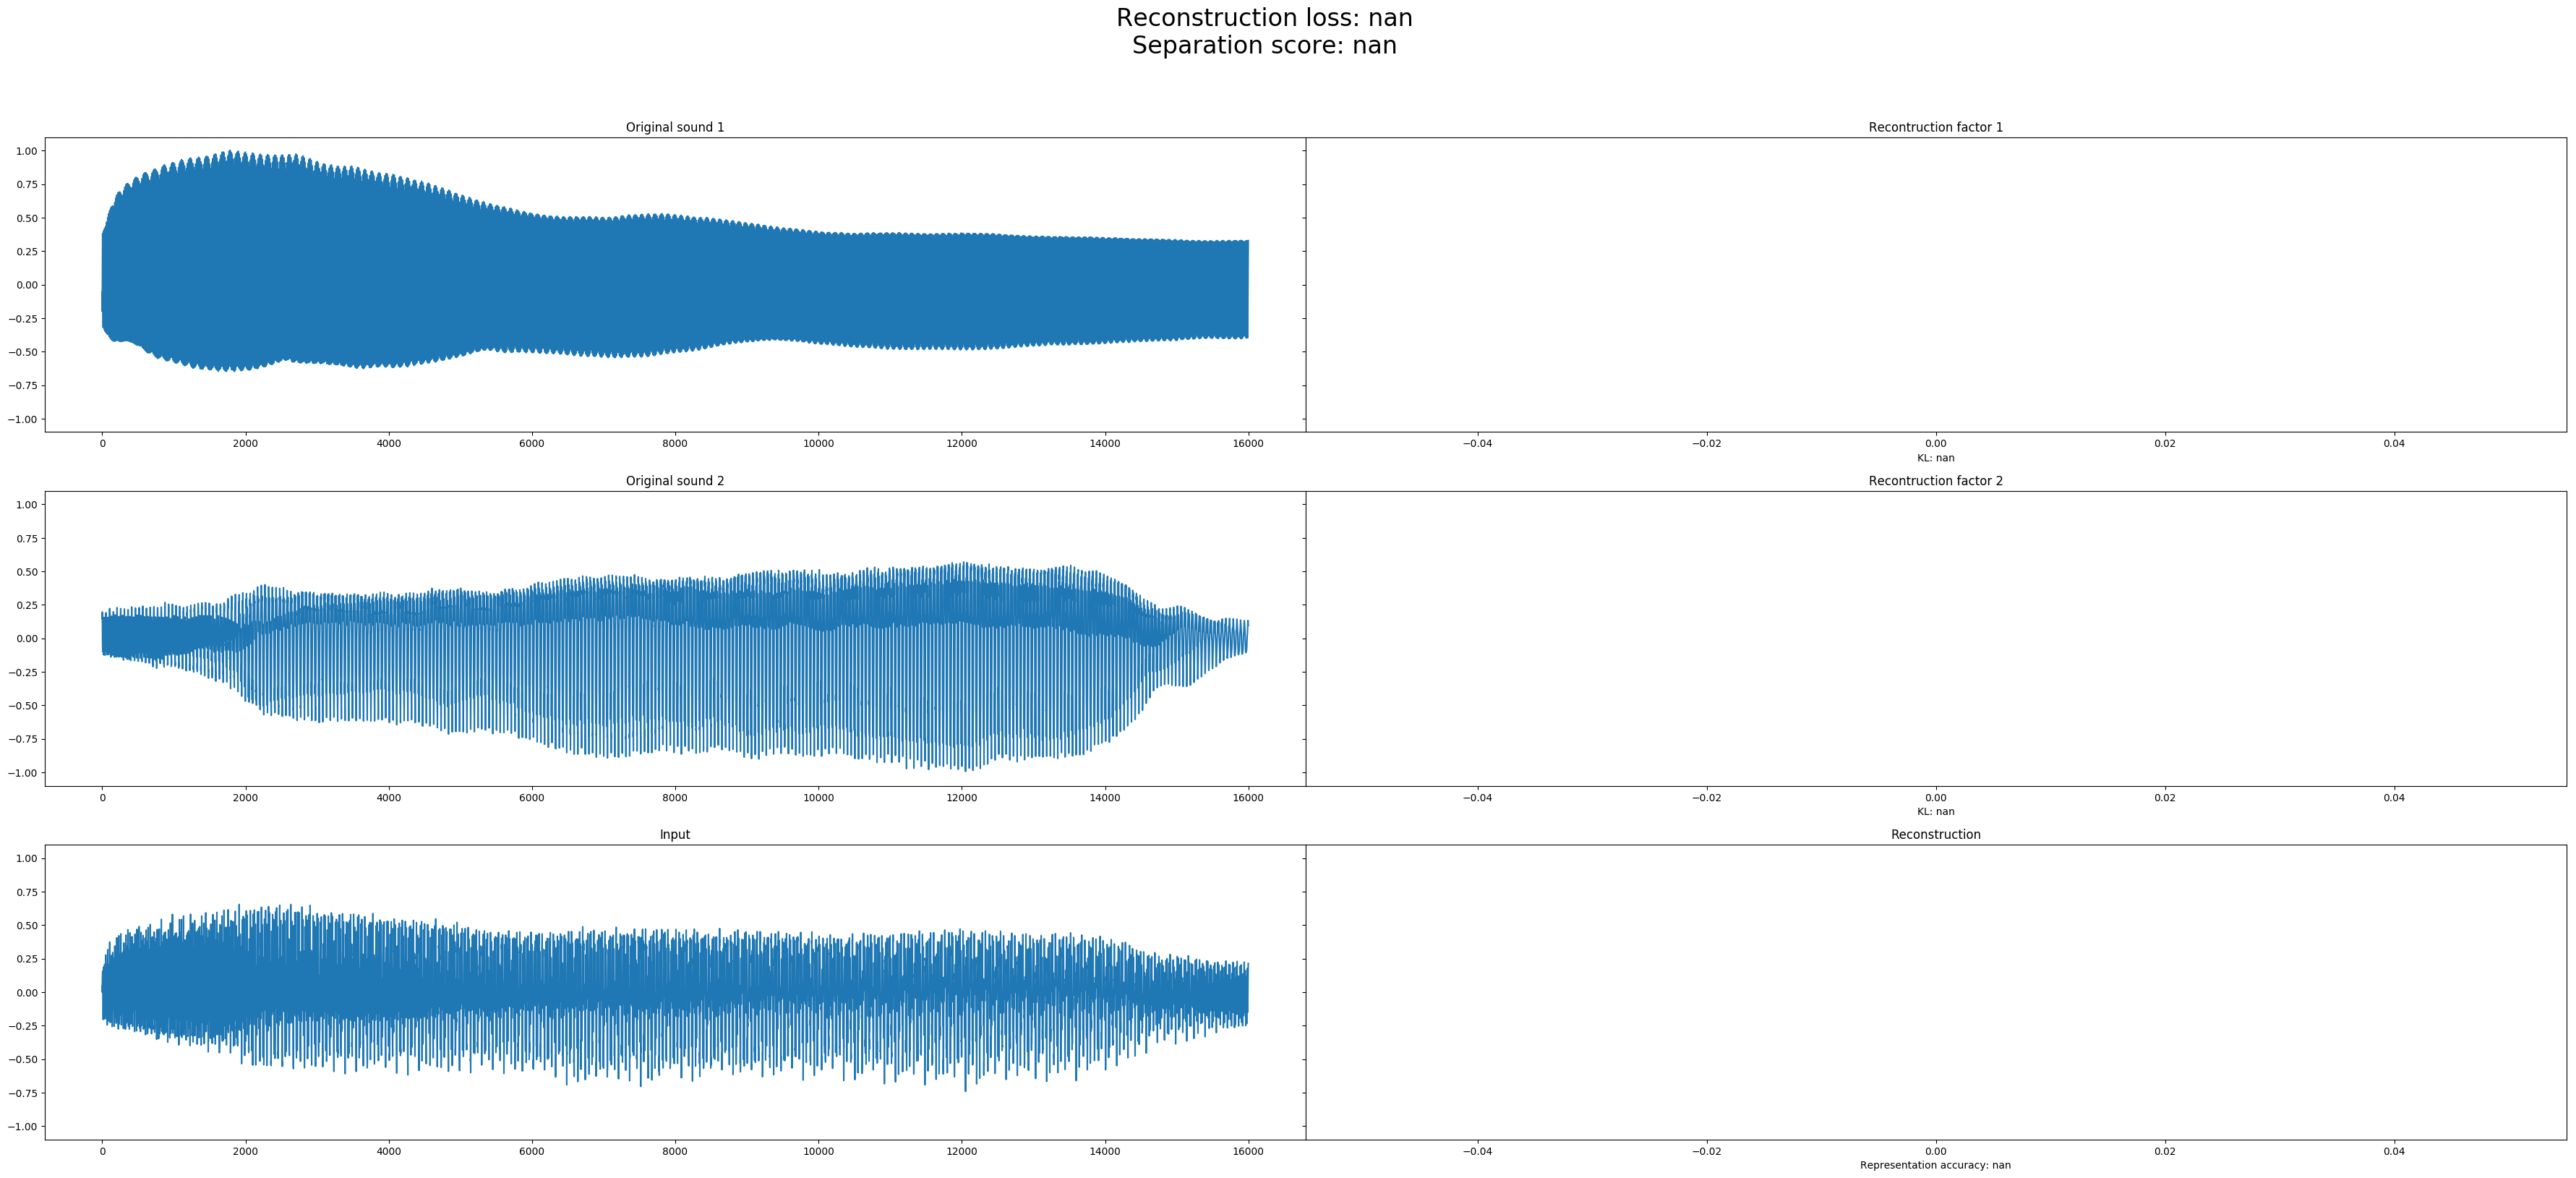 Reconstruction loss: nan
Separation score: nan
Original sound 1
Recontruction factor 1
1.00
0.75
0.50
0.25
0.00
−0.25
−0.50
−0.75
−1.00
0 2000 4000 6000 8000 10000 12000 14000 16000
−0.04 −0.02 0.00 0.02 0.04
KL: nan
Original sound 2
Recontruction factor 2
1.00
0.75
0.50
0.25
0.00
−0.25
−0.50
−0.75
−1.00
0 2000 4000 6000 8000 10000 12000 14000 16000
−0.04 −0.02 0.00 0.02 0.04
KL: nan
Input
Reconstruction
1.00
0.75
0.50
0.25
0.00
−0.25
−0.50
−0.75
−1.00
0 2000 4000 6000 8000 10000 12000 14000 16000
−0.04 −0.02 0.00 0.02 0.04
Representation accuracy: nan